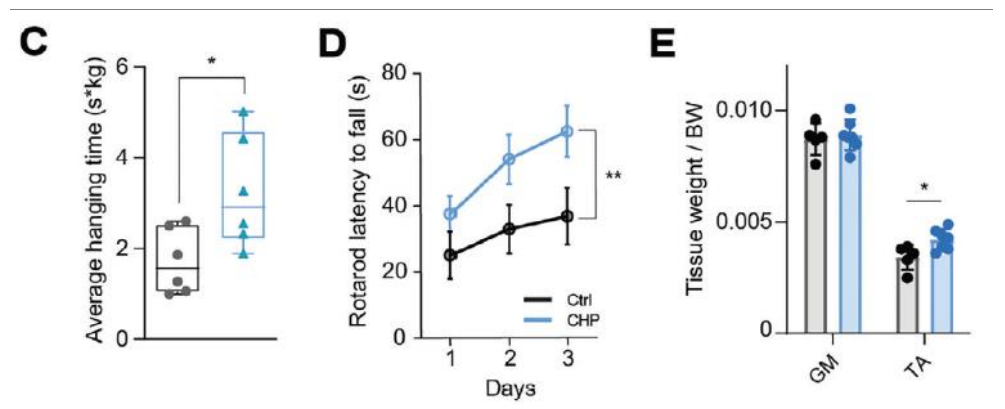 C
Average hanging time (s*kg)
6
4
2
0
*
D
Rotarod latency to fall (s)
80
60
40
20
0
**
Ctrl
CHP
1 2 3
Days
E
Tissue weight / BW
0.010
0.005
0
*
GM TA